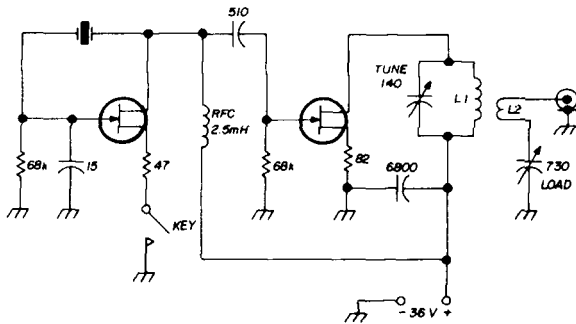 510
TUNE
140
L1
L2
RFC
2.5mH
68k
15
47
68k
82
6800
730
LOAD
KEY
- 36 V +